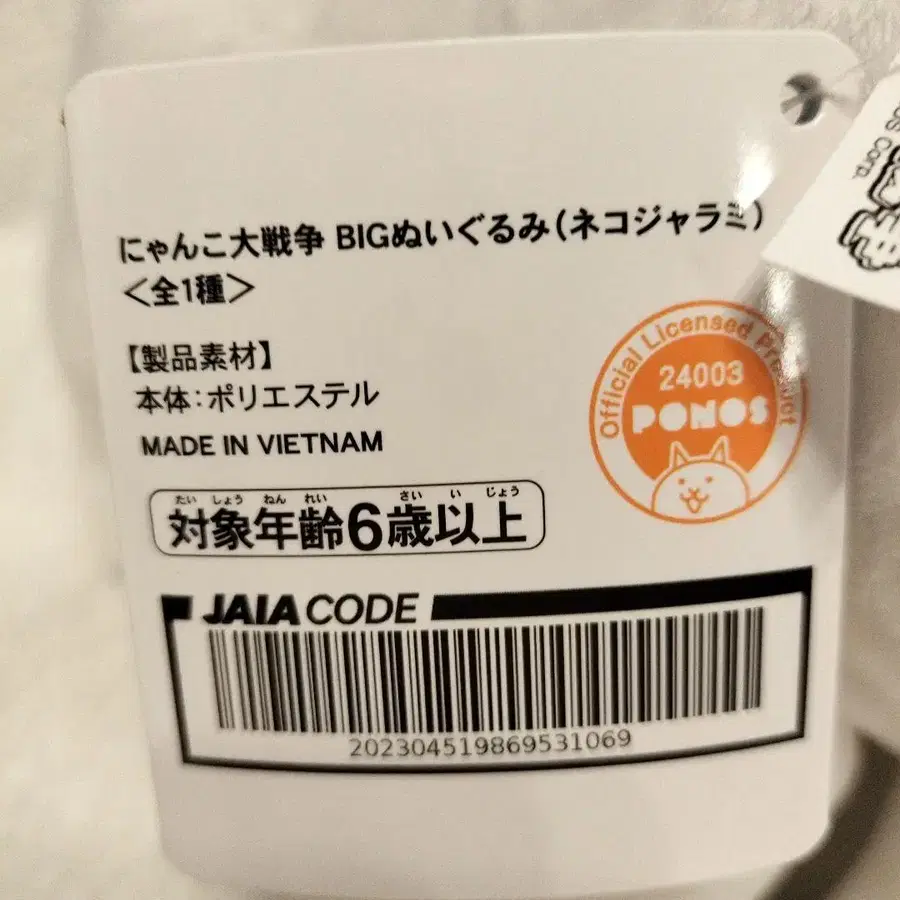 にゃんこ大戦争 BIGぬいぐるみ(ネコジャラミ)
<全1種>
【製品素材】
本体:ポリエステル
MADE IN VIETNAM
たいしょうねんれい さいいじょう
対象年齢6歳以上
Official Licensed Product
24003
PONOS
JAIA CODE
202304519869531069
Corp.